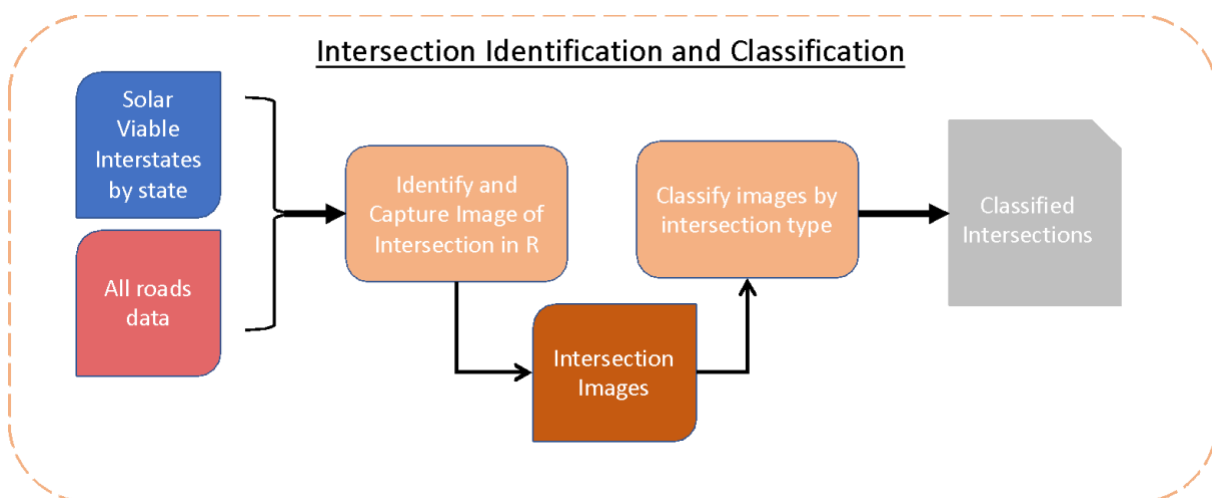 Intersection Identification and Classification
Solar
Viable
Interstates
by state
All roads
data
Identify and
Capture Image of
Intersection in R
Intersection
Images
Classify images by
intersection type
Classified
Intersections